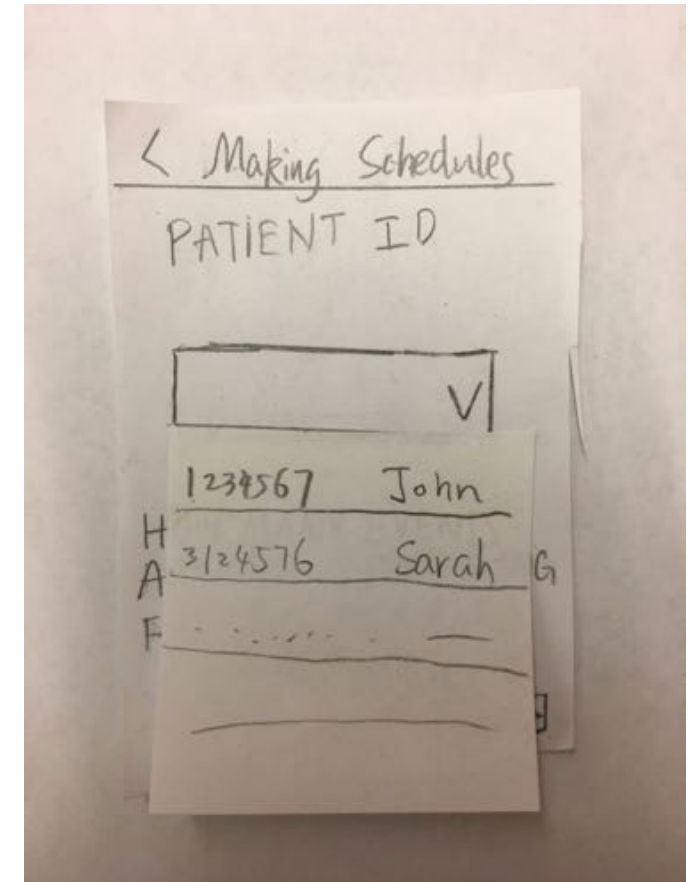 < Making Schedules
PATIENT ID
V
1234567 John
H
3124576 Sarah
A G
F